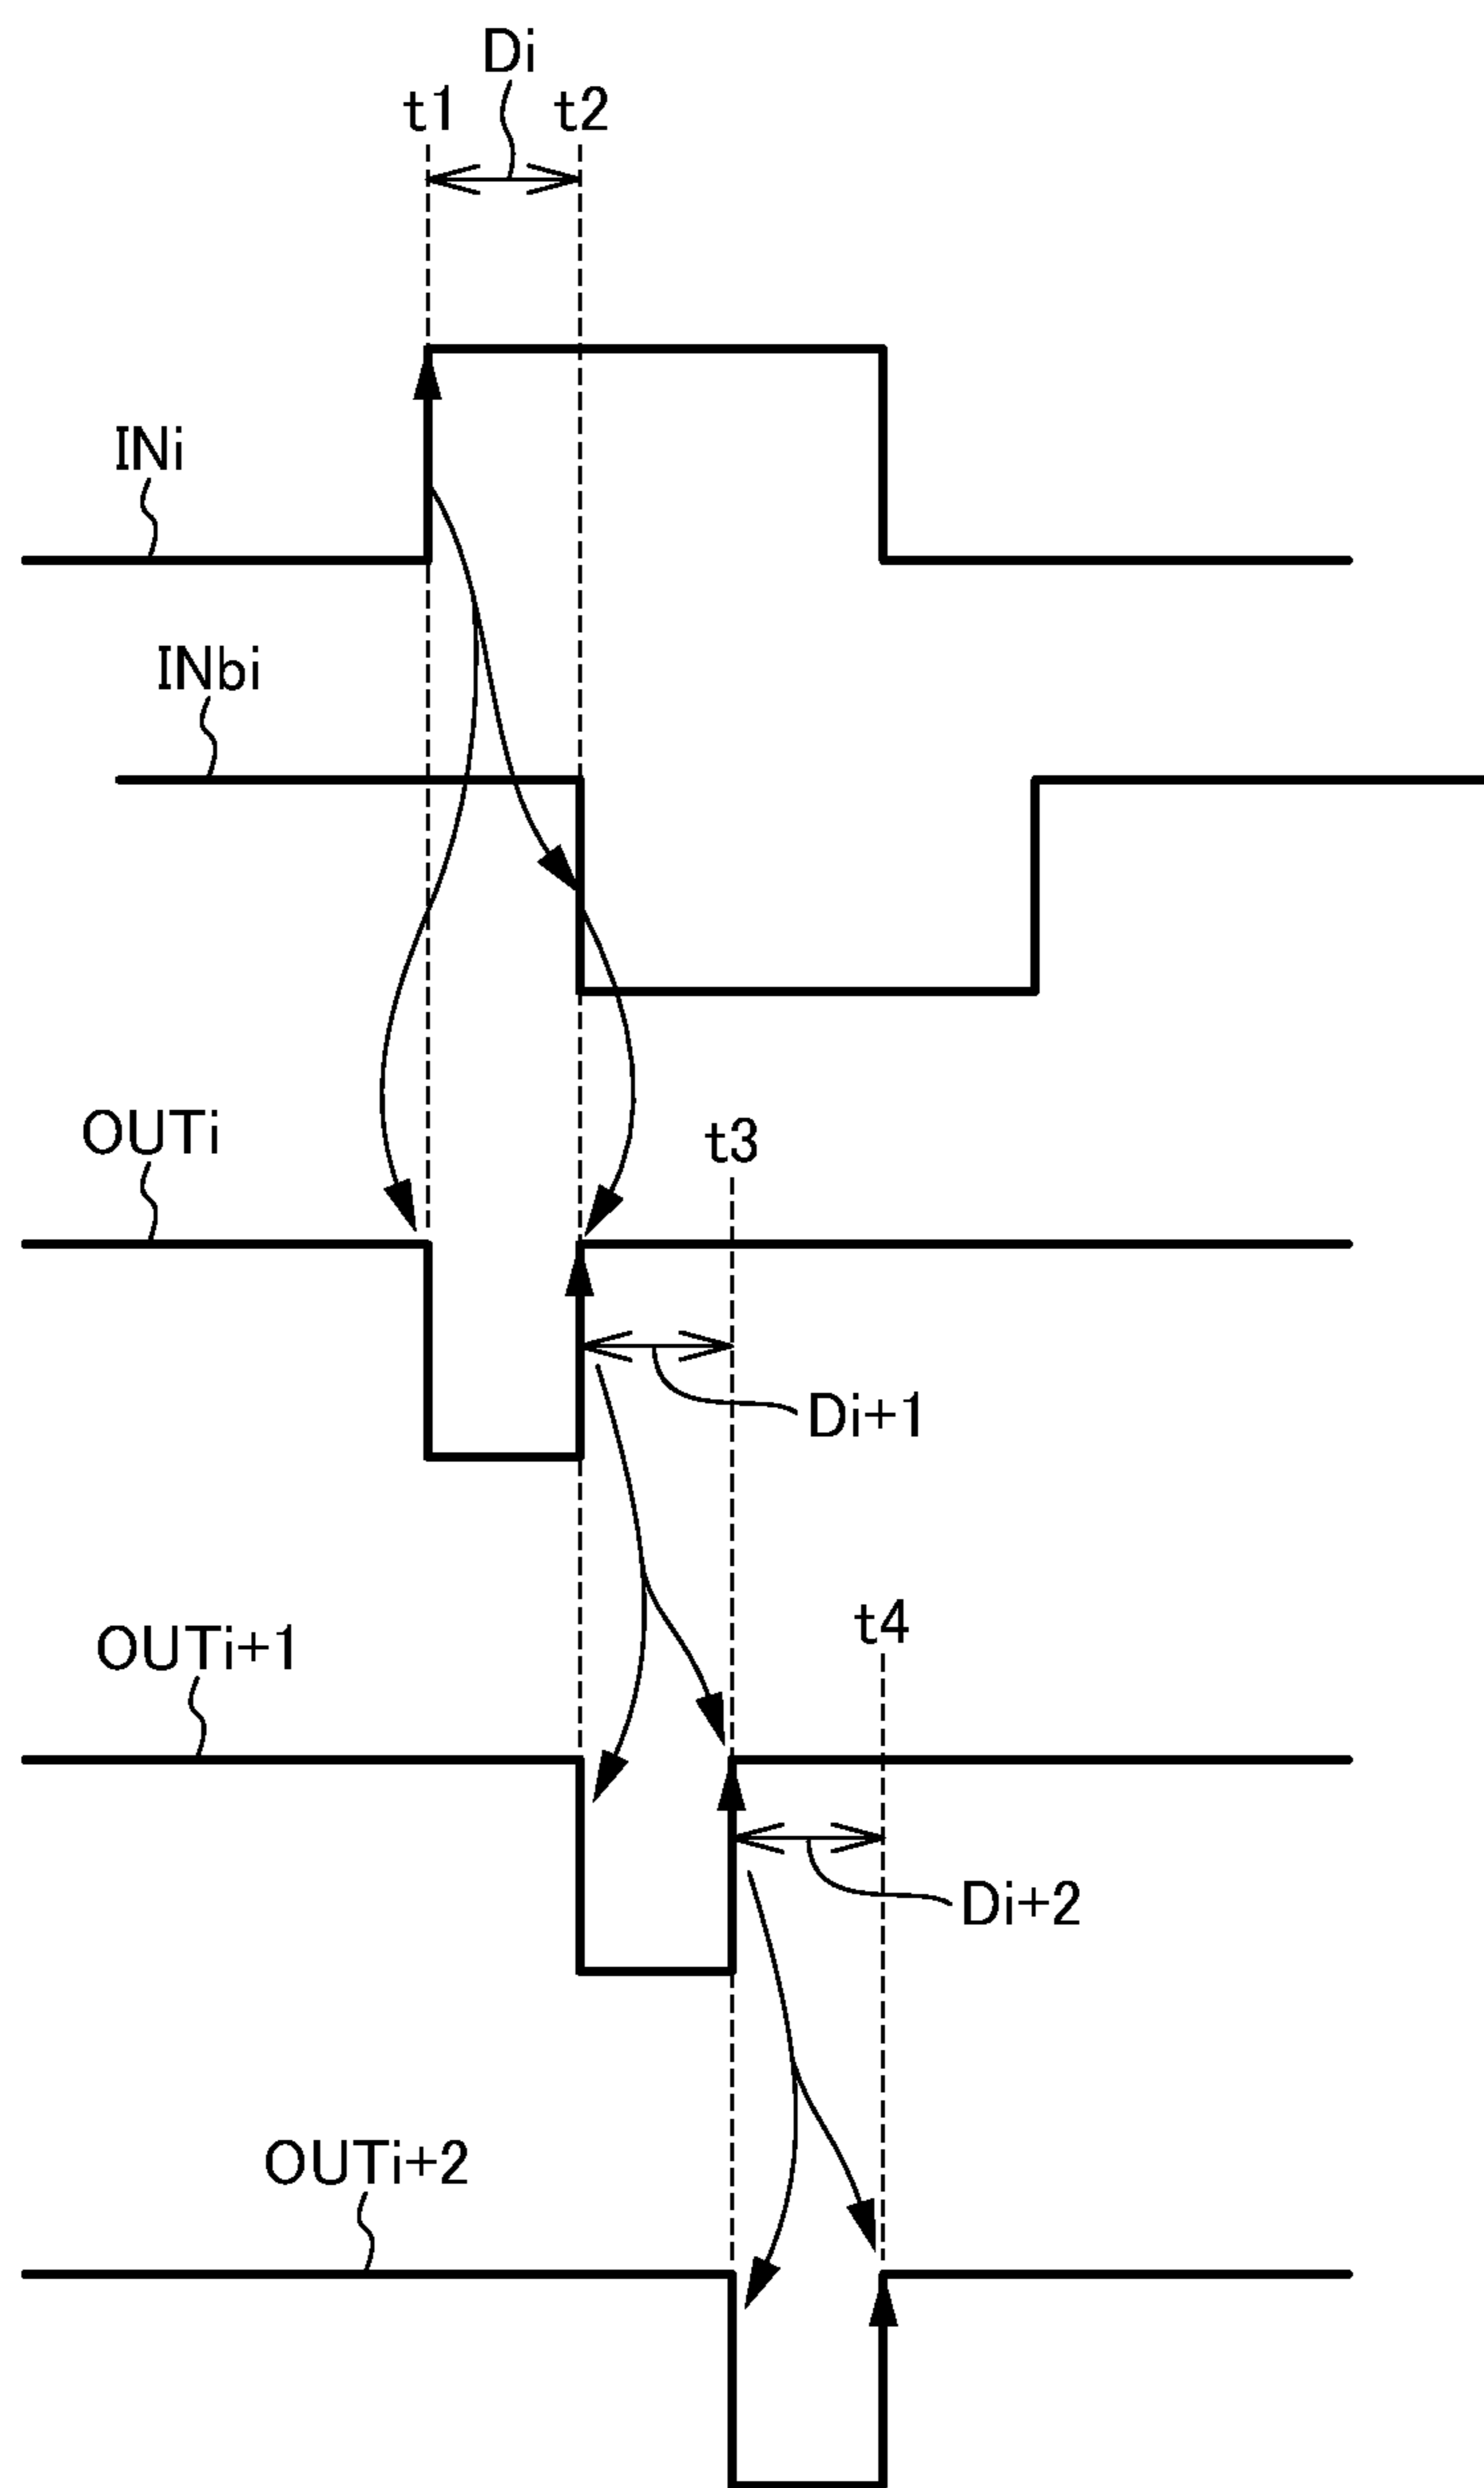 Di
t1
t2
INi
INbi
OUTi
t3
Di+1
t4
OUTi+1
Di+2
OUTi+2